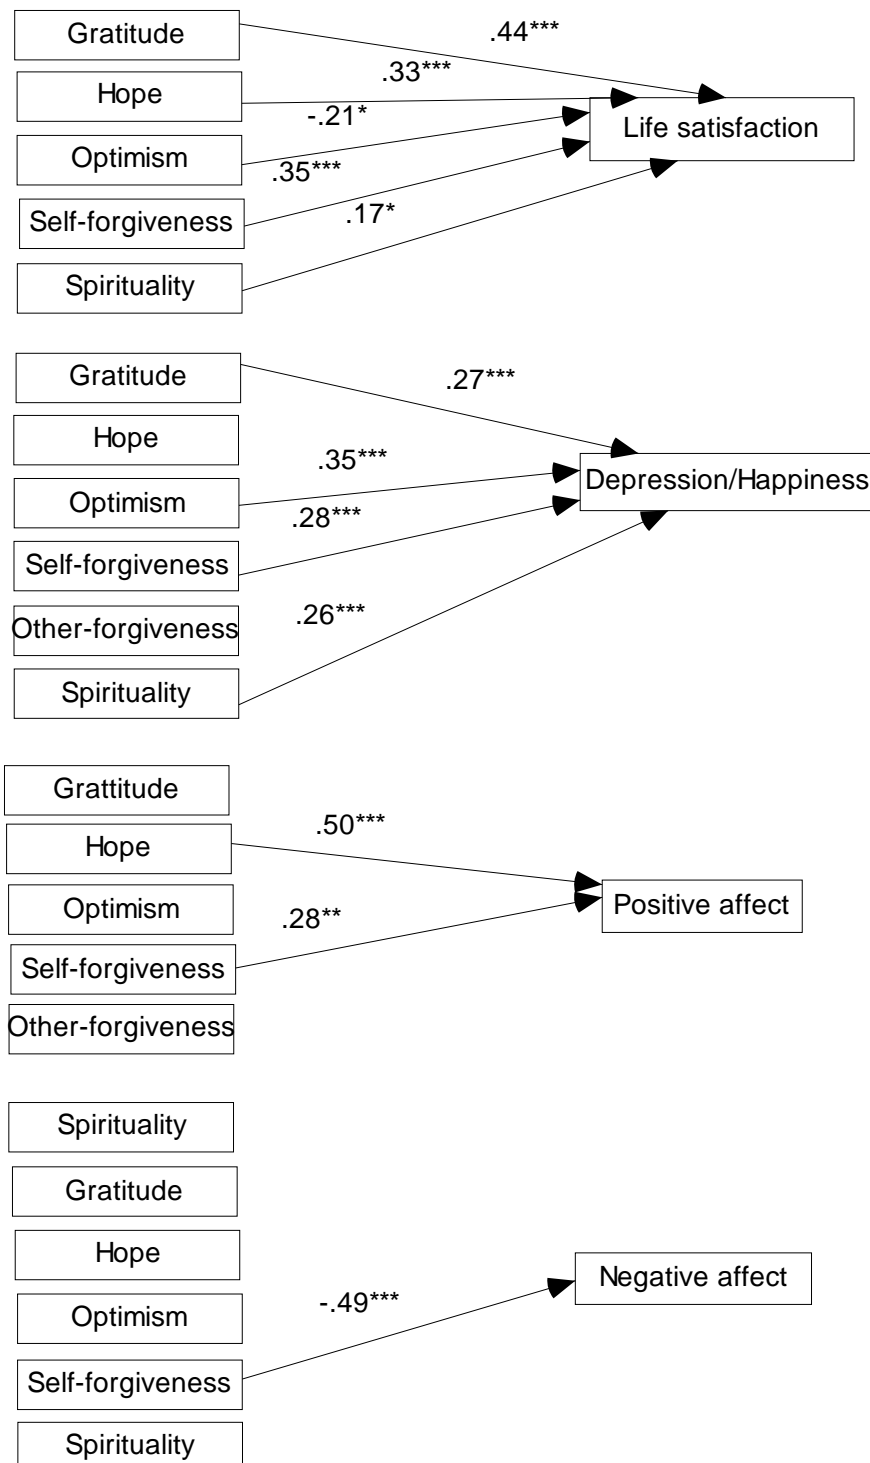 Gratitude
.44***
.33***
Hope
-.21*
Life satisfaction
Optimism
.35***
Self-forgiveness
.17*
Spirituality
Gratitude
.27***
Hope
.35***
Depression/Happiness
Optimism
.28***
Self-forgiveness
.26***
Other-forgiveness
Spirituality
Grattitude
.50***
Hope
Positive affect
Optimism
.28**
Self-forgiveness
Other-forgiveness
Spirituality
Gratitude
Hope
Negative affect
-.49***
Optimism
Self-forgiveness
Spirituality